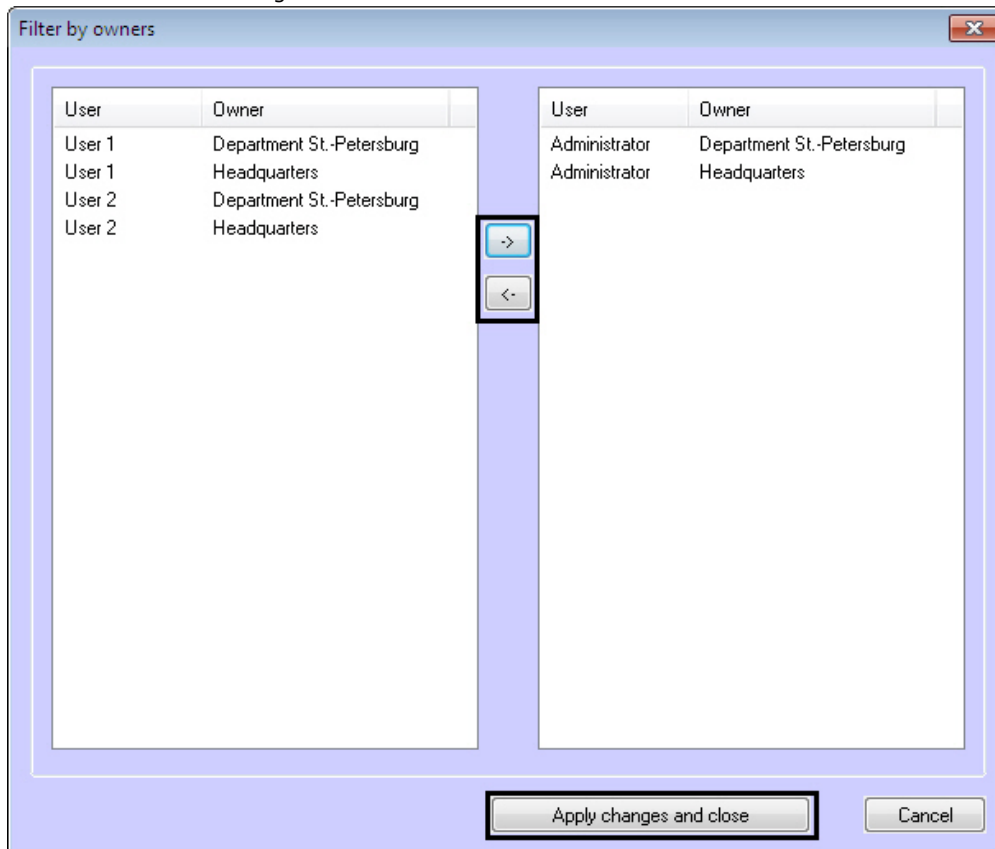 Filter by owners
User Owner
User 1 Department St.-Petersburg
User 1 Headquarters
User 2 Department St.-Petersburg
User 2 Headquarters
->
<-
User Owner
Administrator Department St.-Petersburg
Administrator Headquarters
Apply changes and close
Cancel